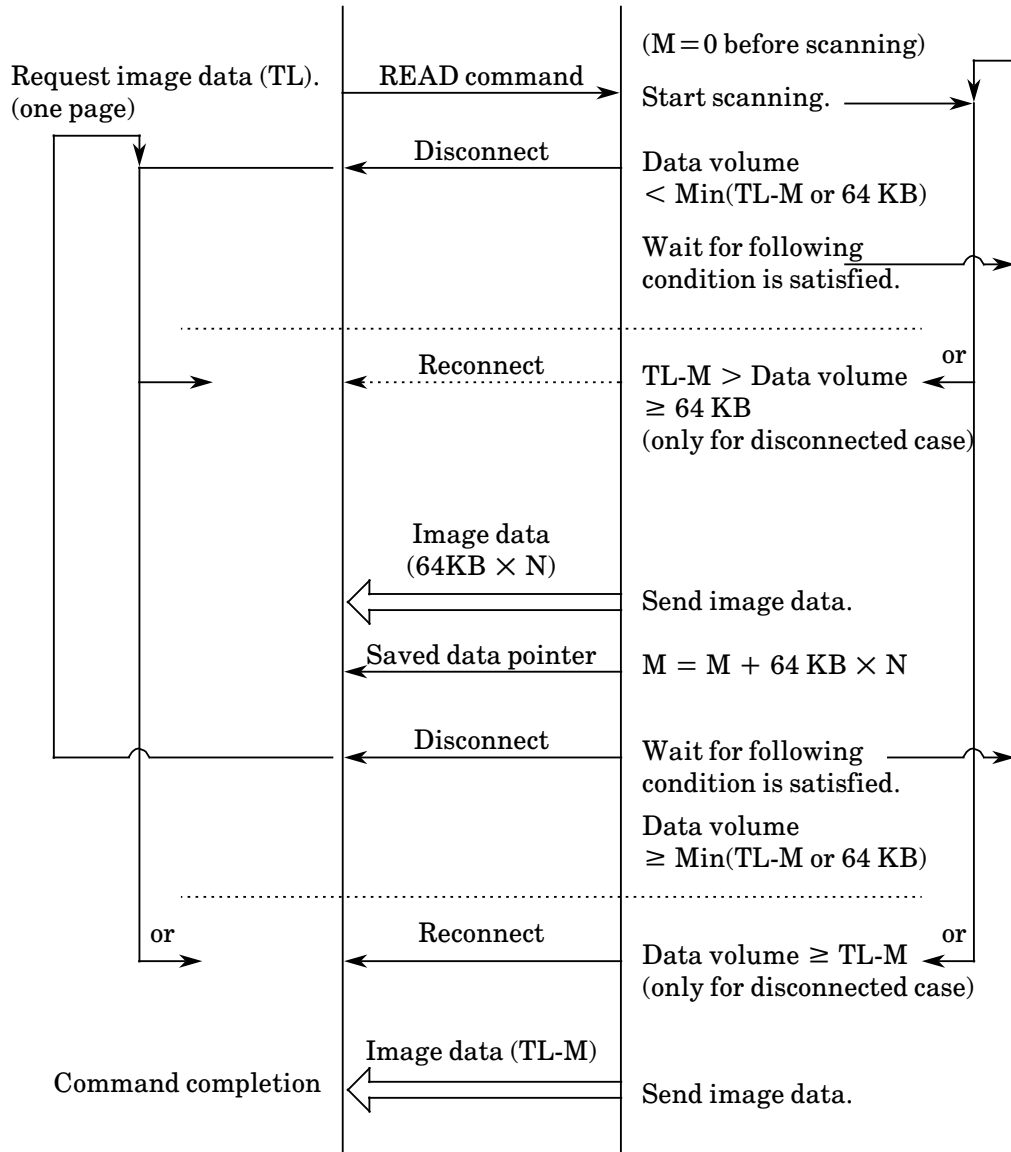 (M=0 before scanning)
Request image data (TL).
(one page)
READ command
Start scanning.
Disconnect
Data volume
< Min(TL-M or 64 KB)
Wait for following
condition is satisfied.
or
Reconnect
TL-M > Data volume
≥ 64 KB
(only for disconnected case)
Image data
(64KB × N)
Send image data.
Saved data pointer
M = M + 64 KB × N
Disconnect
Wait for following
condition is satisfied.
Data volume
≥ Min(TL-M or 64 KB)
or
Reconnect
or
Data volume ≥ TL-M
(only for disconnected case)
Image data (TL-M)
Command completion
Send image data.